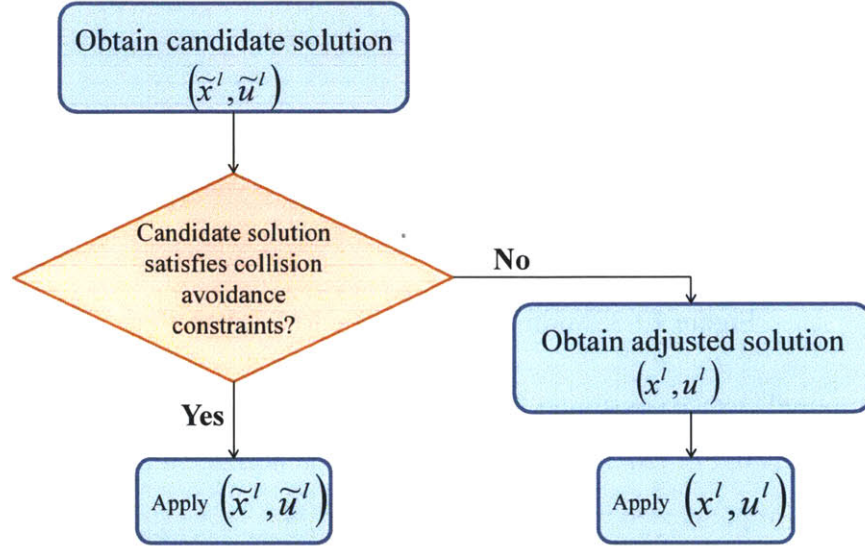 Obtain candidate solution
(x̃ˡ, ũˡ)
Candidate solution
satisfies collision
avoidance
constraints?
No
Obtain adjusted solution
(xˡ, uˡ)
Yes
Apply (x̃ˡ, ũˡ)
Apply (xˡ, uˡ)